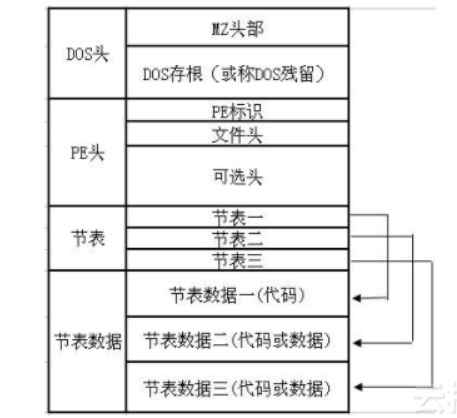 DOS头
MZ头部
DOS存根（或称DOS残留）
PE头
PE标识
文件头
可选头
节表
节表一
节表二
节表三
节表数据
节表数据一(代码)
节表数据二(代码或数据)
节表数据三(代码或数据)